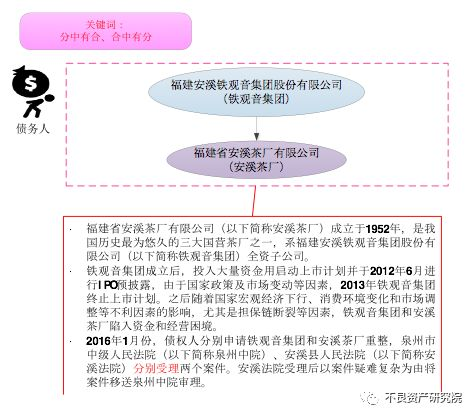 关键词：
分中有合、合中有分
福建安溪铁观音集团股份有限公司
（铁观音集团）
债务人
福建省安溪茶厂有限公司
（安溪茶厂）
· 福建省安溪茶厂有限公司（以下简称安溪茶厂）成立于1952年，是我
国历史最为悠久的三大国营茶厂之一，系福建安溪铁观音集团股份有
限公司（以下简称铁观音集团）全资子公司。
· 铁观音集团成立后，投入大量资金用启动上市计划并于2012年6月进
行IPO预披露，由于国家政策及市场变动等因素，2013年铁观音集团
终止上市计划。之后随着国家宏观经济下行、消费环境变化和市场调
整等不利因素的影响，尤其是担保链断裂等因素，铁观音集团和安溪
茶厂陷入资金和经营困境。
· 2016年1月份，债权人分别申请铁观音集团和安溪茶厂重整，泉州市
中级人民法院（以下简称泉州中院）、安溪县人民法院（以下简称安
溪法院）分别受理两个案件。安溪法院受理后以案件疑难复杂为由将
案件移送泉州中院审理。
不良资产研究院